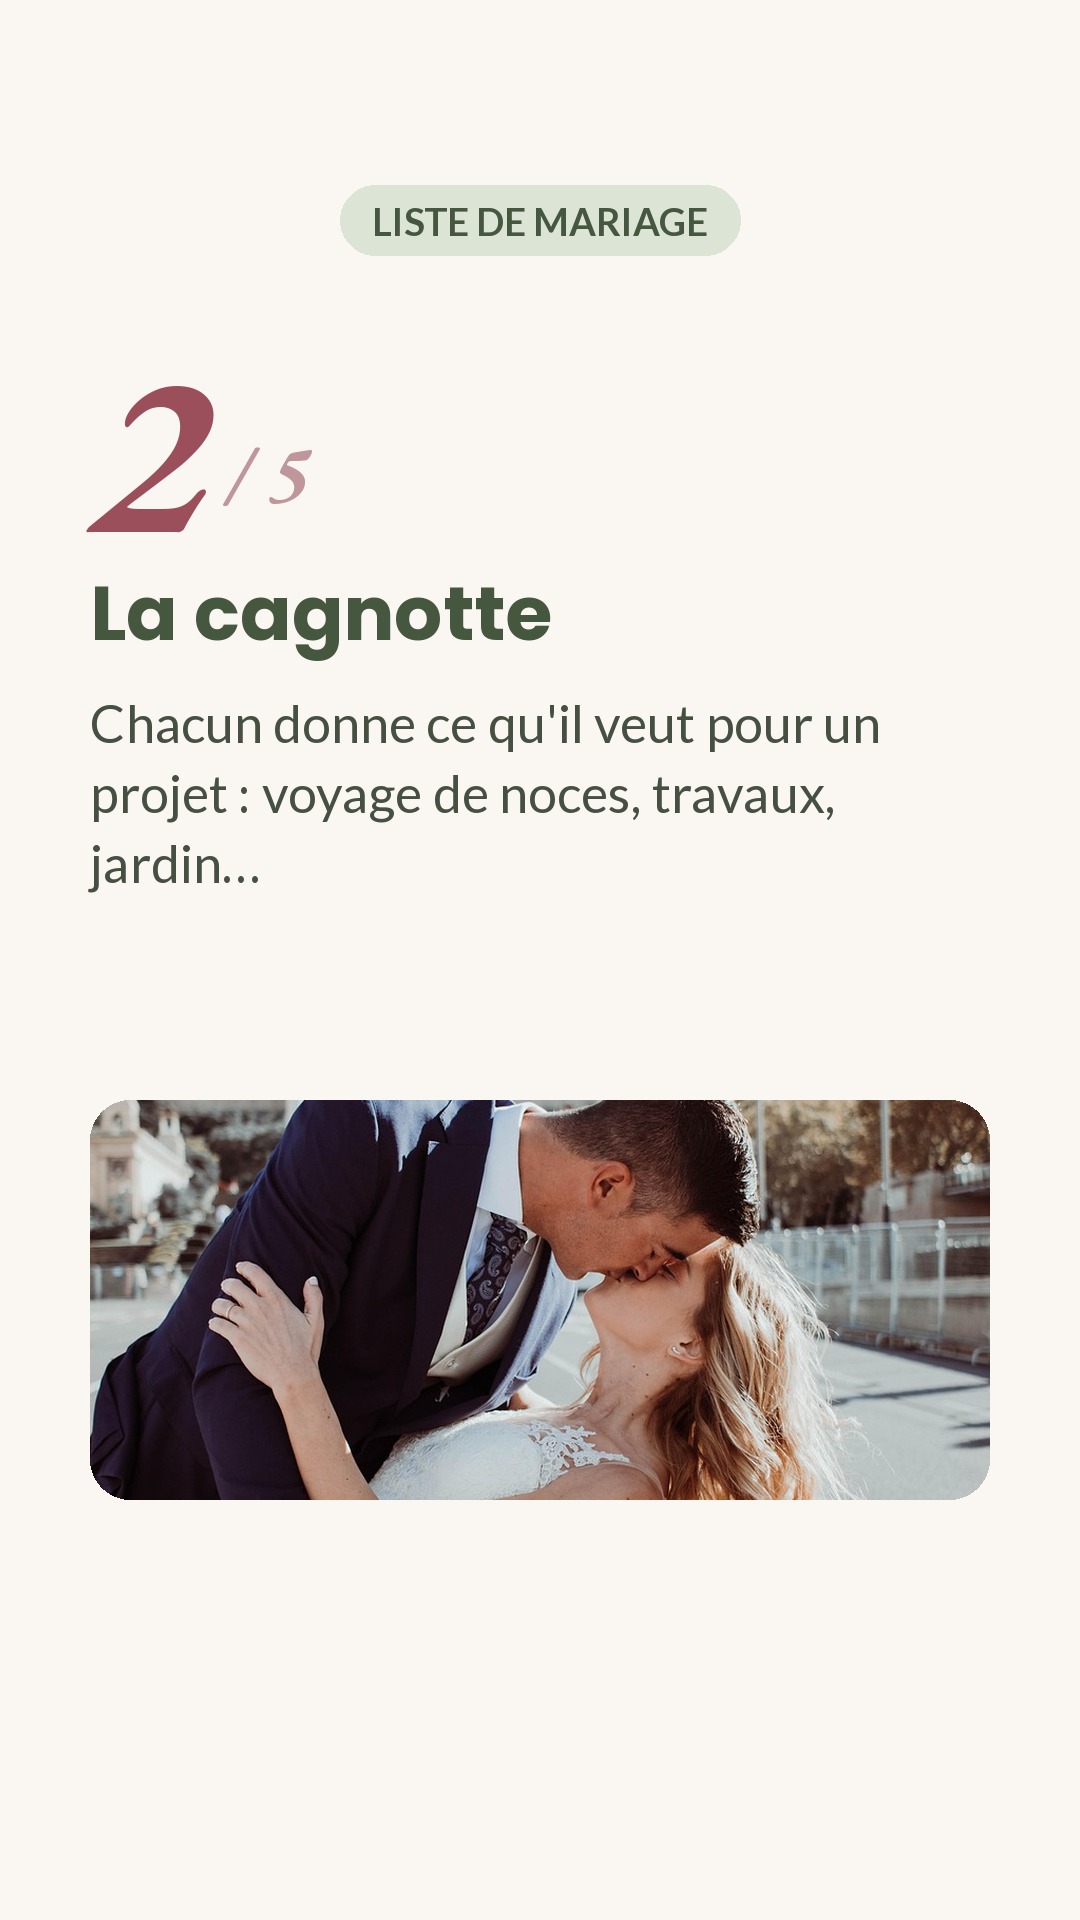 LISTE DE MARIAGE
2 / 5
La cagnotte
Chacun donne ce qu'il veut pour un
projet : voyage de noces, travaux,
jardin...